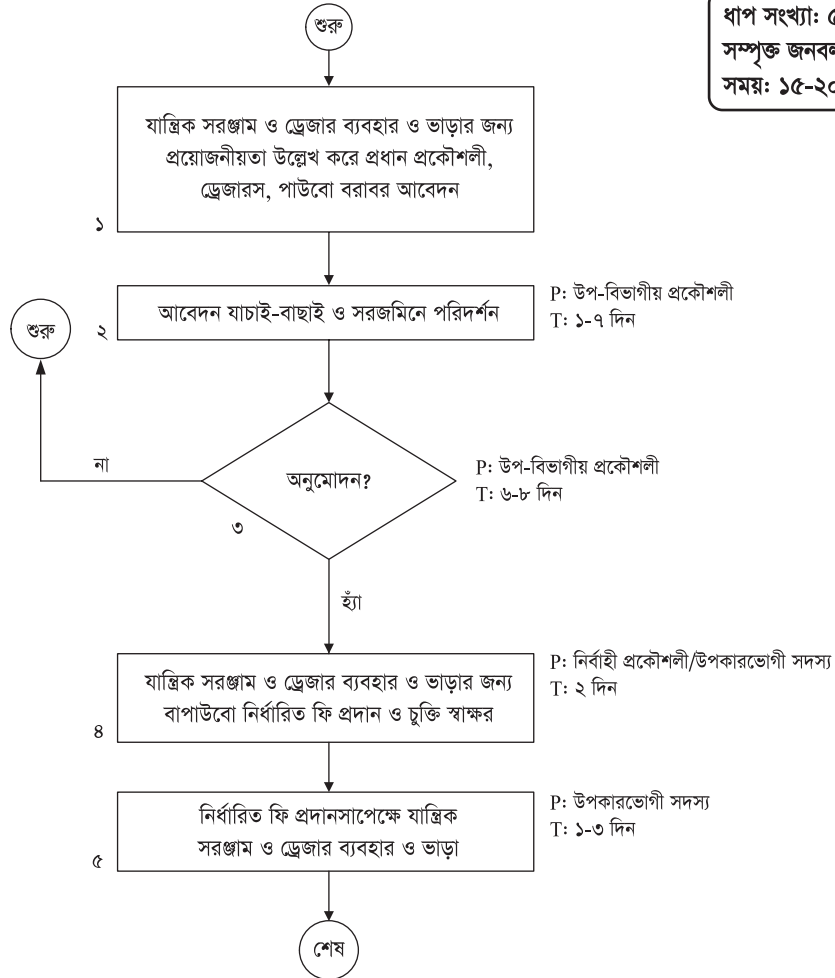 শুরু
ধাপ সংখ্যা: ৫
সম্পৃক্ত জনবল
সময়: ১৫-২০
যান্ত্রিক সরঞ্জাম ও ড্রেজার ব্যবহার ও ভাড়ার জন্য
প্রয়োজনীয়তা উল্লেখ করে প্রধান প্রকৌশলী,
ড্রেজারস, পাউবো বরাবর আবেদন
১
আবেদন যাচাই-বাছাই ও সরজমিনে পরিদর্শন
২
P: উপ-বিভাগীয় প্রকৌশলী
T: ১-৭ দিন
শুরু
না
অনুমোদন?
৩
P: উপ-বিভাগীয় প্রকৌশলী
T: ৬-৮ দিন
হ্যাঁ
যান্ত্রিক সরঞ্জাম ও ড্রেজার ব্যবহার ও ভাড়ার জন্য
বাপাউবো নির্ধারিত ফি প্রদান ও চুক্তি স্বাক্ষর
৪
P: নির্বাহী প্রকৌশলী/উপকারভোগী সদস্য
T: ২ দিন
নির্ধারিত ফি প্রদানসাপেক্ষে যান্ত্রিক
সরঞ্জাম ও ড্রেজার ব্যবহার ও ভাড়া
৫
P: উপকারভোগী সদস্য
T: ১-৩ দিন
শেষ